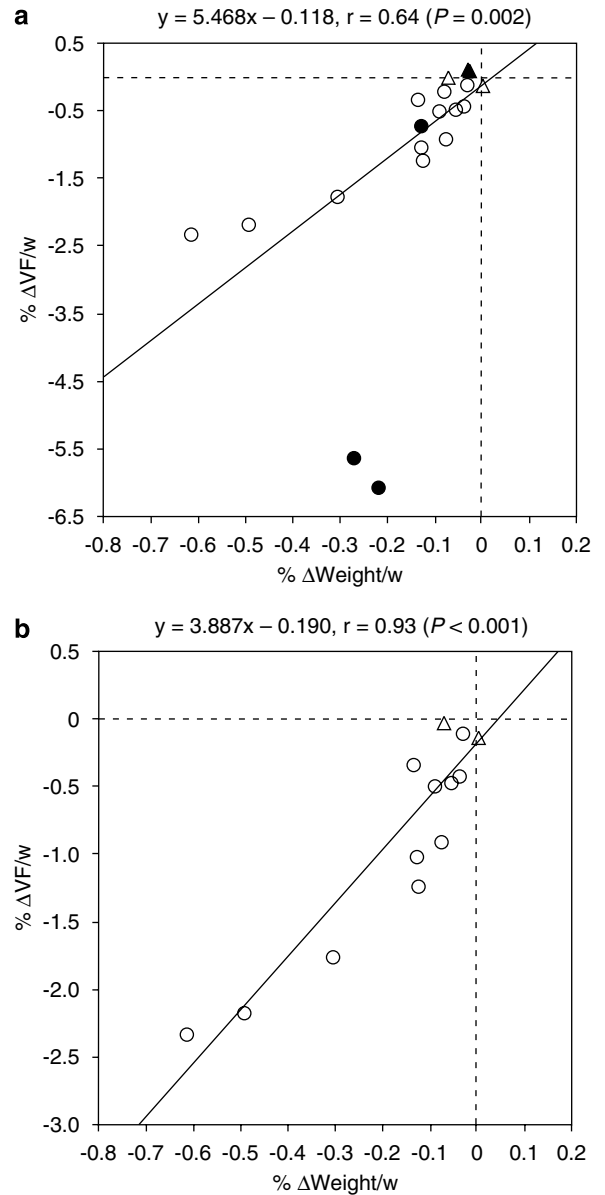 a
y = 5.468x – 0.118, r = 0.64 (P = 0.002)
0.5
-0.5
-1.5
-2.5
-3.5
-4.5
-5.5
-6.5
% ΔVF/w
-0.8 -0.7 -0.6 -0.5 -0.4 -0.3 -0.2 -0.1 0 0.1 0.2
% ΔWeight/w
b
y = 3.887x – 0.190, r = 0.93 (P < 0.001)
0.5
0
-0.5
-1.0
-1.5
-2.0
-2.5
-3.0
% ΔVF/w
-0.8 -0.7 -0.6 -0.5 -0.4 -0.3 -0.2 -0.1 0 0.1 0.2
% ΔWeight/w